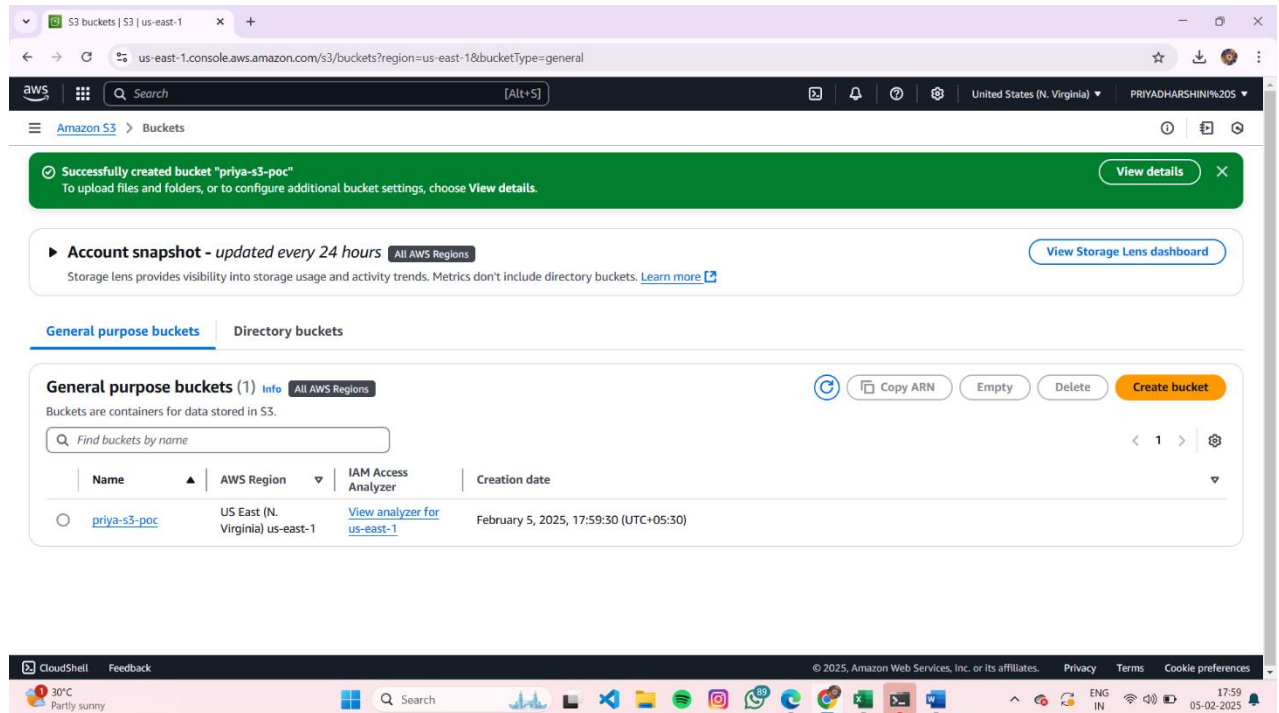 S3 buckets | S3 | us-east-1
us-east-1.console.aws.amazon.com/s3/buckets?region=us-east-1&bucketType=general
aws
Search
[Alt+S]
United States (N. Virginia)
PRIYADHARSHINI%20S
Amazon S3 > Buckets
Successfully created bucket "priya-s3-poc"
To upload files and folders, or to configure additional bucket settings, choose View details.
View details
Account snapshot - updated every 24 hours All AWS Regions
View Storage Lens dashboard
Storage lens provides visibility into storage usage and activity trends. Metrics don't include directory buckets. Learn more
General purpose buckets
Directory buckets
General purpose buckets (1) Info All AWS Regions
Copy ARN
Empty
Delete
Create bucket
Buckets are containers for data stored in S3.
Find buckets by name
1
Name
AWS Region
IAM Access
Analyzer
Creation date
priya-s3-poc
US East (N.
Virginia) us-east-1
View analyzer for
us-east-1
February 5, 2025, 17:59:30 (UTC+05:30)
CloudShell
Feedback
© 2025, Amazon Web Services, Inc. or its affiliates.
Privacy
Terms
Cookie preferences
1
30°C
Partly sunny
Search
89
ENG
IN
17:59
05-02-2025